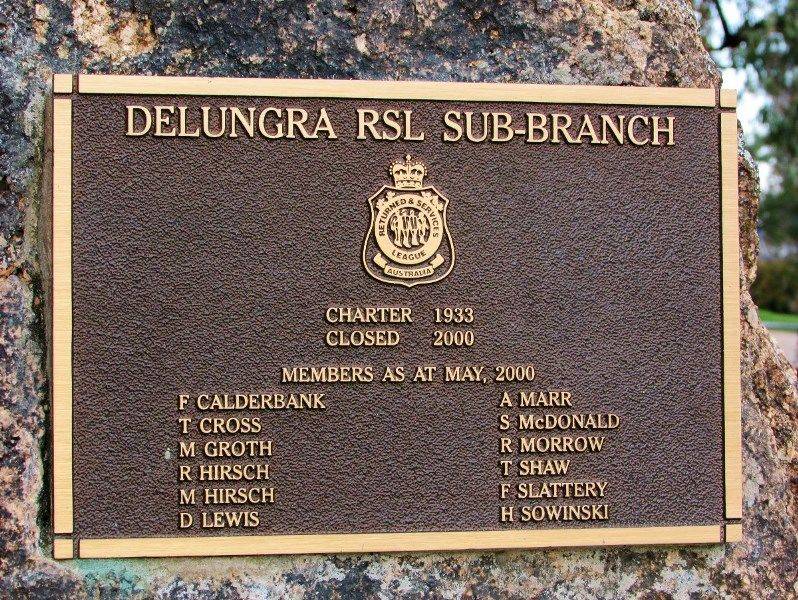 DELUNGRA RSL SUB-BRANCH
RETURNED & SERVICES
LEAGUE
AUSTRALIA
CHARTER 1933
CLOSED 2000
MEMBERS AS AT MAY, 2000
F CALDERBANK
T CROSS
M GROTH
R HIRSCH
M HIRSCH
D LEWIS
A MARR
S McDONALD
R MORROW
T SHAW
F SLATTERY
H SOWINSKI